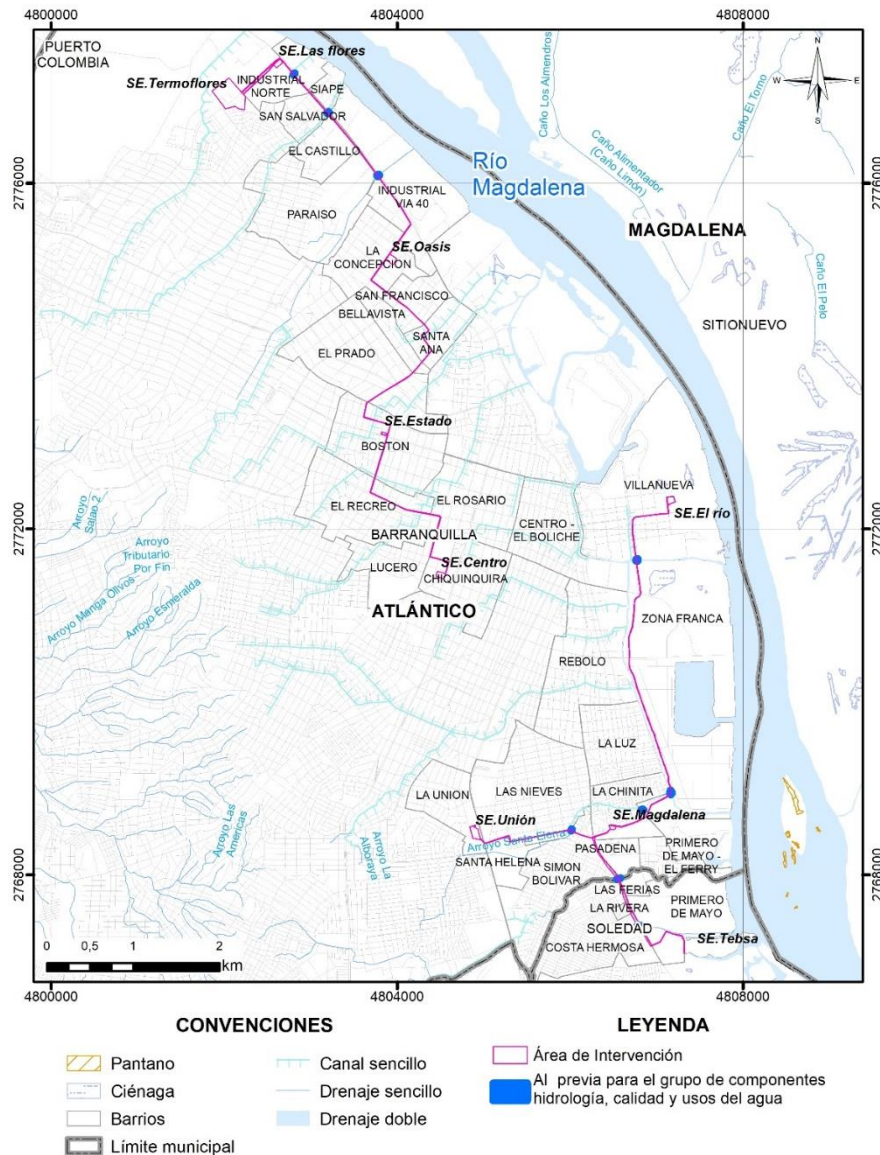 4800000
4804000
4808000
PUERTO
COLOMBIA
SE.Las flores
SE.Termoflores
INDUSTRIAL
NORTE
SIAPE
SAN SALVADOR
EL CASTILLO
PARAISO
INDUSTRIAL
VIA 40
Río
Magdalena
Caño Los Almendros
Caño El Torno
Caño Alimentador
(Caño Limón)
N
W
E
S
2776000
2776000
MAGDALENA
Caño El Pelo
SITIONUEVO
SE.Oasis
LA
CONCEPCION
SAN FRANCISCO
BELLAVISTA
SANTA
ANA
EL PRADO
SE.Estado
BOSTON
EL RECREO
EL ROSARIO
CENTRO -
EL BOLICHE
VILLANUEVA
SE.El río
2772000
2772000
BARRANQUILLA
SE.Centro
LUCERO
CHIQUINQUIRA
ATLÁNTICO
Arroyo
Salao 2
Arroyo
Tributario
Por Fin
Arroyo Manga Olivos
Arroyo Esmeralda
ZONA FRANCA
REBOLO
LA LUZ
LA CHINITA
LA UNION
LAS NIEVES
SE.Unión
SE.Magdalena
Arroyo Santa Elena
PASADENA
SANTA HELENA
SIMON
BOLIVAR
PRIMERO
DE MAYO -
EL FERRY
Arroyo Las
Americas
Arroyo La
Alboraya
2768000
2768000
LAS FERIAS
LA RIVERA
PRIMERO
DE MAYO
SOLEDAD
COSTA HERMOSA
SE.Tebsa
0 0,5 1 2
km
4800000
4804000
4808000
CONVENCIONES
Pantano
Ciénaga
Barrios
Límite municipal
Canal sencillo
Drenaje sencillo
Drenaje doble
LEYENDA
Área de Intervención
AI previa para el grupo de componentes
hidrología, calidad y usos del agua